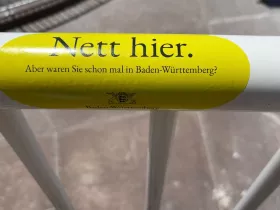 Nett hier.
Aber waren Sie schon mal in Baden-Württemberg?